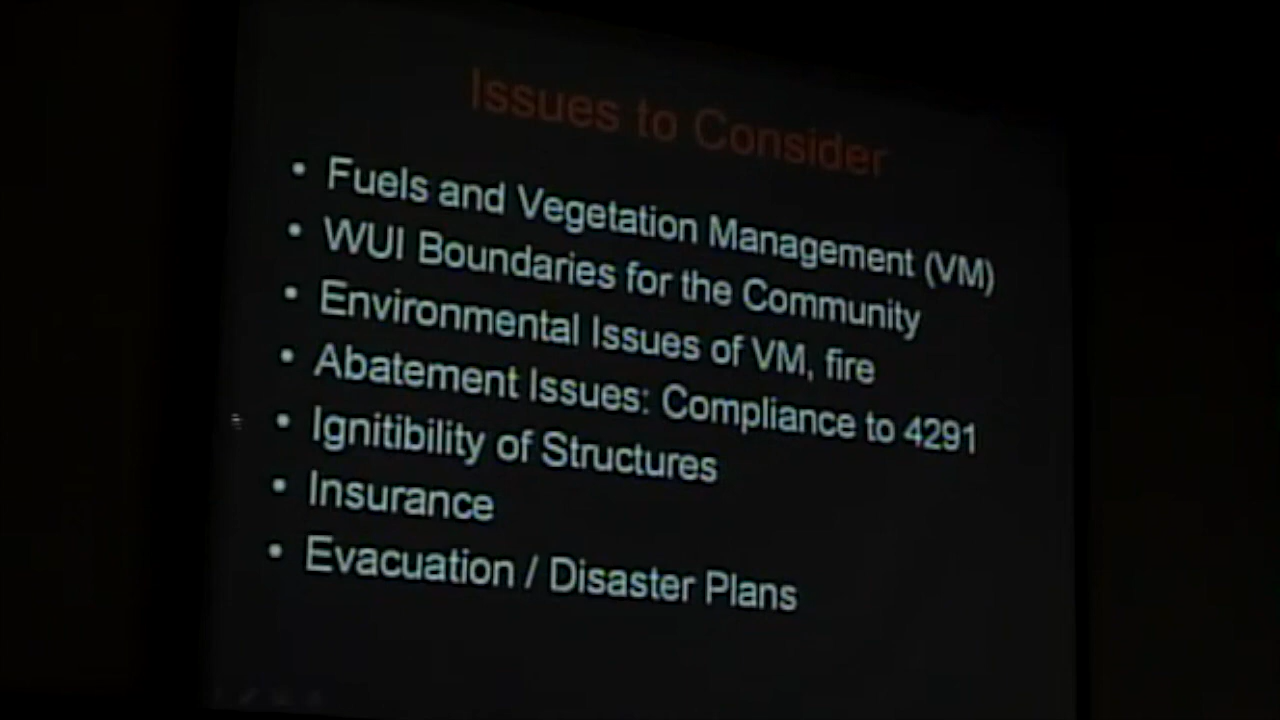 Issues to Consider
• Fuels and Vegetation Management (VM)
• WUI Boundaries for the Community
• Environmental Issues of VM, fire
• Abatement Issues: Compliance to 4291
• Ignitibility of Structures
• Insurance
• Evacuation / Disaster Plans